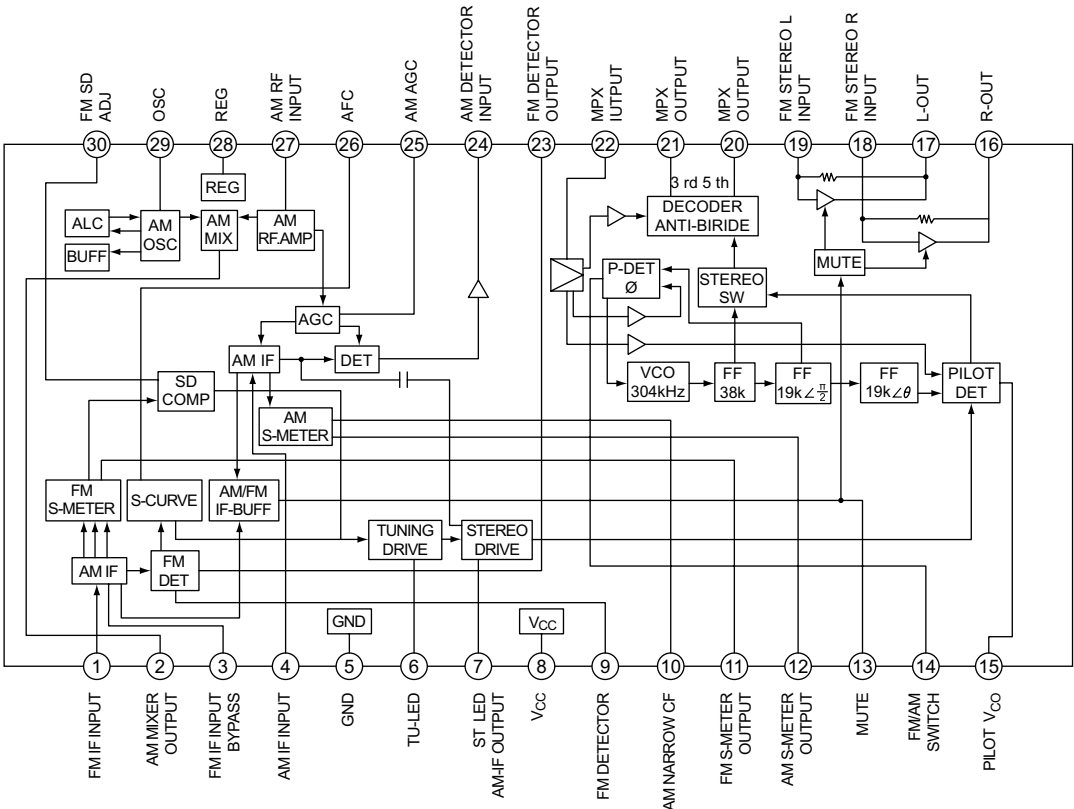 FM SD
ADJ
OSC
REG
AM RF
INPUT
AFC
AM AGC
AM DETECTOR
INPUT
FM DETECTOR
OUTPUT
MPX
IUTPUT
MPX
OUTPUT
MPX
OUTPUT
FM STEREO L
INPUT
FM STEREO R
INPUT
L-OUT
R-OUT
30
29
28
27
26
25
24
23
22
21
20
19
18
17
16
REG
3 rd 5 th
ALC
AM
OSC
AM
MIX
AM
RF.AMP
DECODER
ANTI-BIRIDE
BUFF
MUTE
P-DET
Ø
STEREO
SW
AGC
AM IF
DET
VCO
304kHz
FF
38k
FF
19k∠π/2
FF
19k∠θ
PILOT
DET
SD
COMP
AM
S-METER
FM
S-METER
S-CURVE
AM/FM
IF-BUFF
TUNING
DRIVE
STEREO
DRIVE
AM IF
FM
DET
GND
VCC
1
2
3
4
5
6
7
8
9
10
11
12
13
14
15
FM IF INPUT
AM MIXER
OUTPUT
FM IF INPUT
BYPASS
AM IF INPUT
GND
TU-LED
ST LED
AM-IF OUTPUT
VCC
FM DETECTOR
AM NARROW CF
FM S-METER
OUTPUT
AM S-METER
OUTPUT
MUTE
FM/AM
SWITCH
PILOT VCO